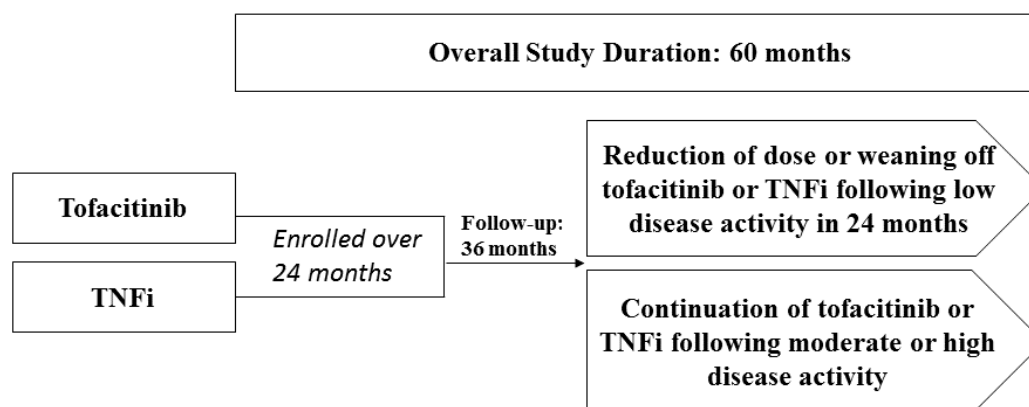 Overall Study Duration: 60 months
Tofacitinib
TNFi
Enrolled over
24 months
Follow-up:
36 months
Reduction of dose or weaning off
tofacitinib or TNFi following low
disease activity in 24 months
Continuation of tofacitinib or
TNFi following moderate or high
disease activity